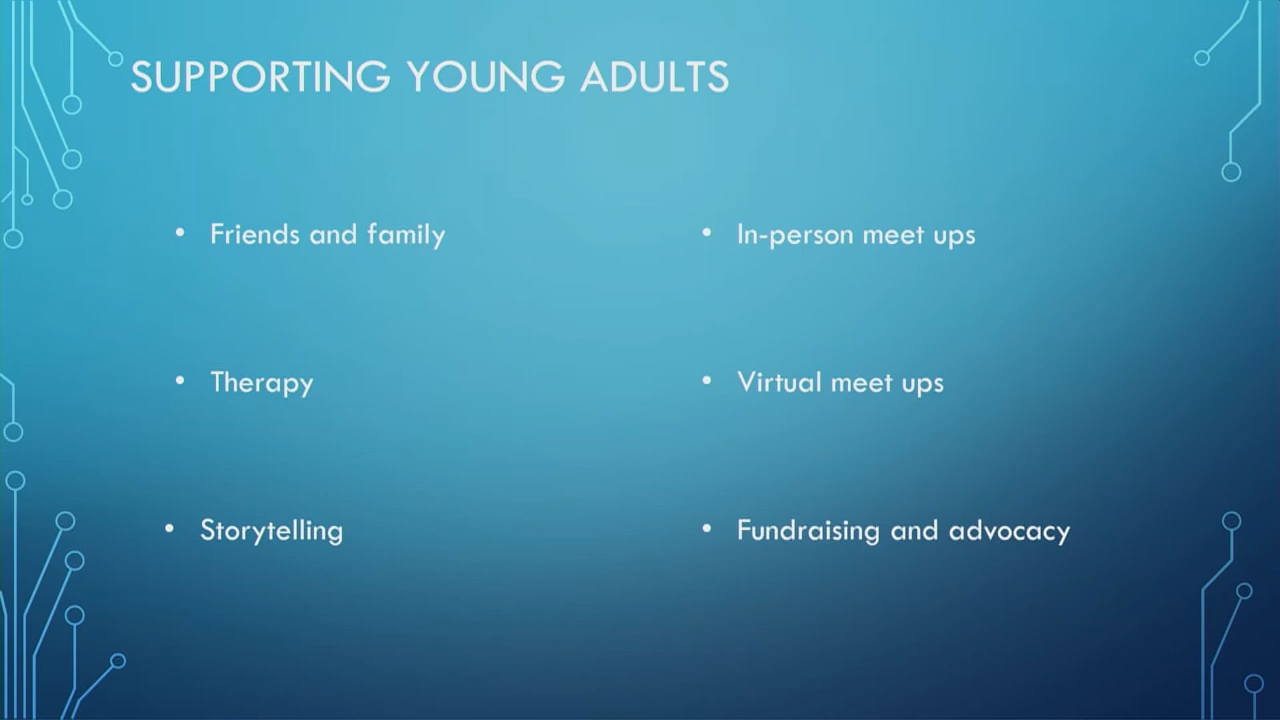 SUPPORTING YOUNG ADULTS
• Friends and family
• Therapy
• Storytelling
• In-person meet ups
• Virtual meet ups
• Fundraising and advocacy